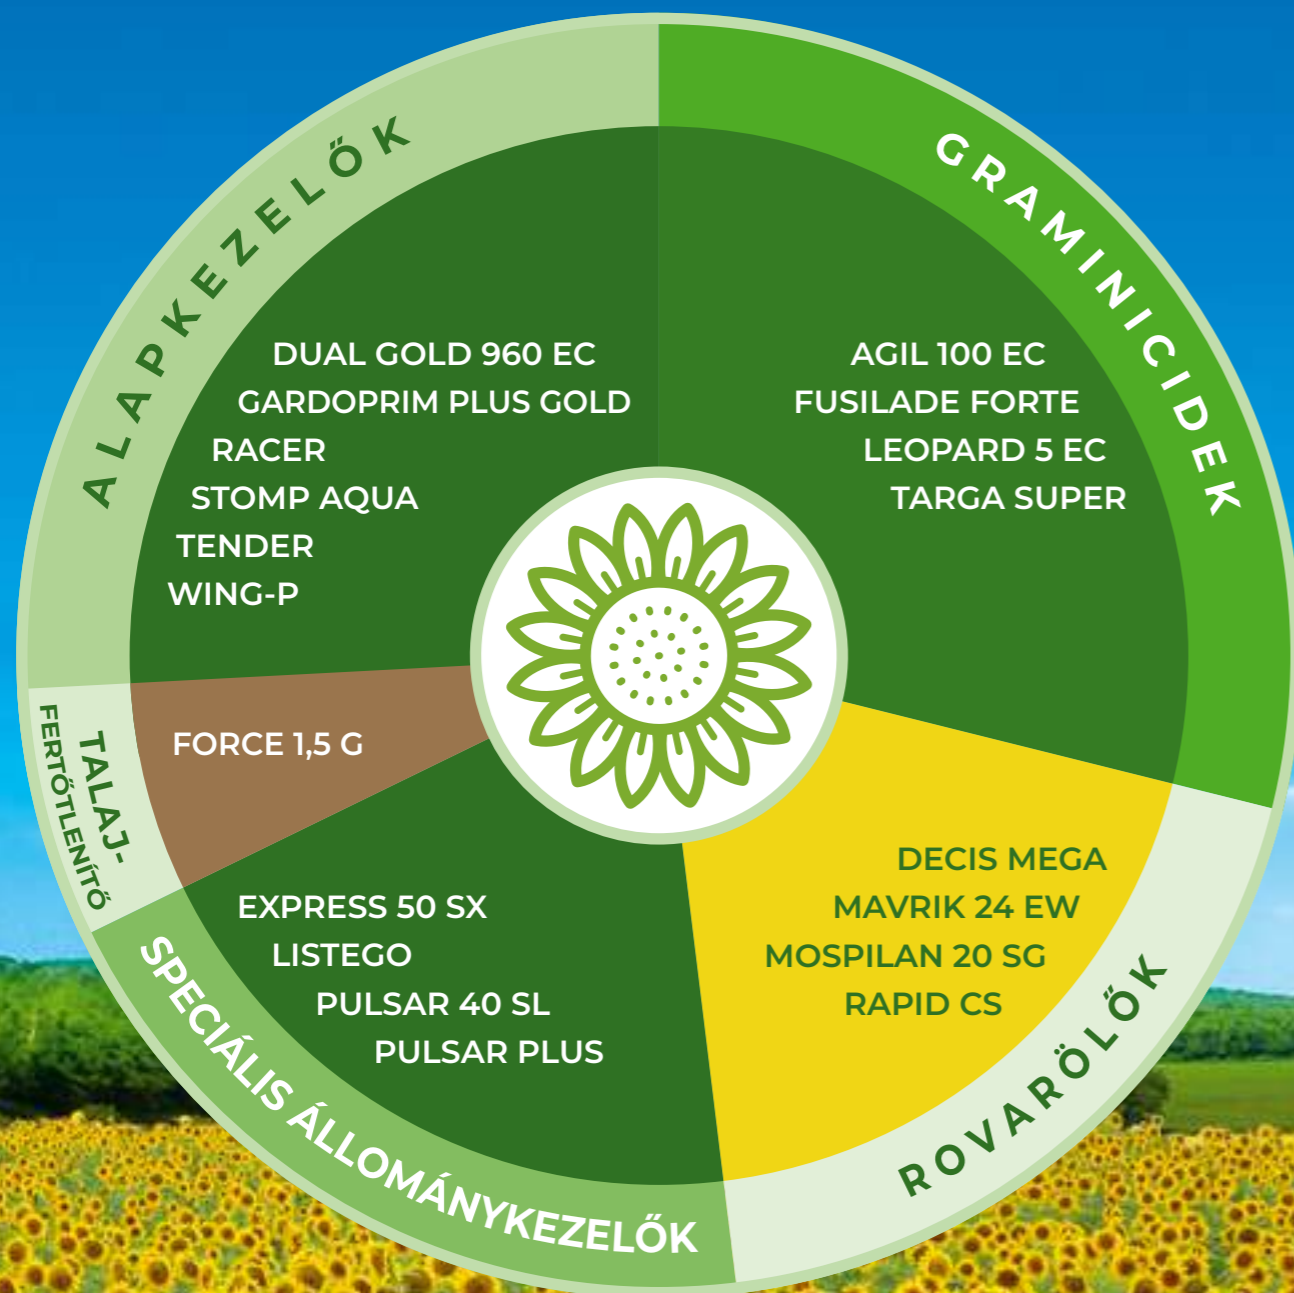 ALAPKEZELŐK
DUAL GOLD 960 EC
GARDOPRIM PLUS GOLD
RACER
STOMP AQUA
TENDER
WING-P
GRAMINICIDEK
AGIL 100 EC
FUSILADE FORTE
LEOPARD 5 EC
TARGA SUPER
TALAJ-
FERTŐTLENÍTŐ
FORCE 1,5 G
SPECIÁLIS ÁLLOMÁNYKEZELŐK
EXPRESS 50 SX
LISTEGO
PULSAR 40 SL
PULSAR PLUS
ROVARÖLŐK
DECIS MEGA
MAVRIK 24 EW
MOSPILAN 20 SG
RAPID CS